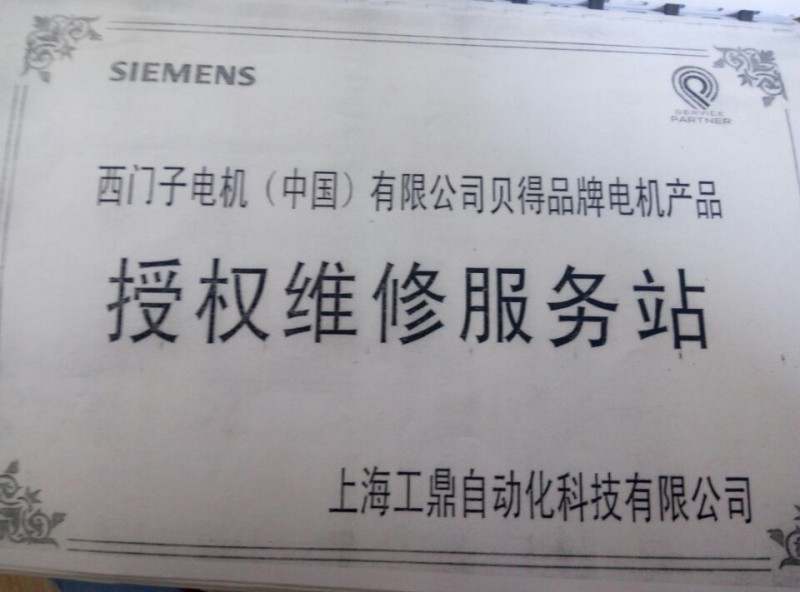 SIEMENS
SERVICE
PARTNER
西门子电机（中国）有限公司贝得品牌电机产品
授权维修服务站
上海工鼎自动化科技有限公司